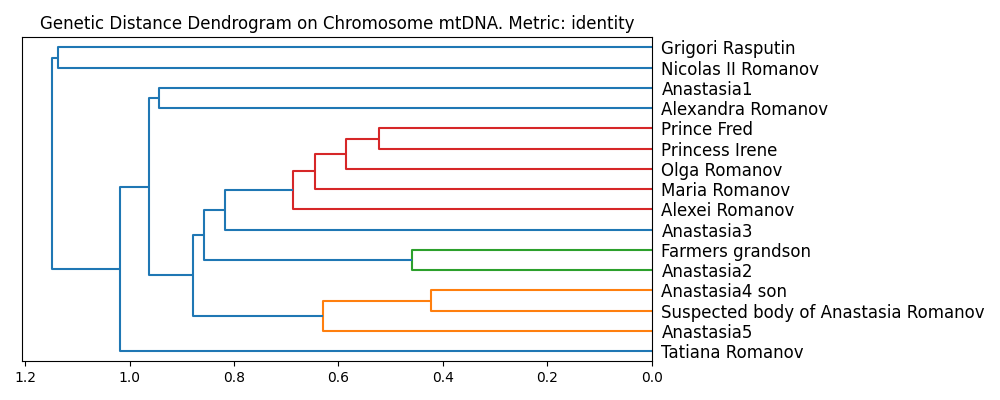 Genetic Distance Dendrogram on Chromosome mtDNA. Metric: identity
Grigori Rasputin
Nicolas II Romanov
Anastasia1
Alexandra Romanov
Prince Fred
Princess Irene
Olga Romanov
Maria Romanov
Alexei Romanov
Anastasia3
Farmers grandson
Anastasia2
Anastasia4 son
Suspected body of Anastasia Romanov
Anastasia5
Tatiana Romanov
1.2 1.0 0.8 0.6 0.4 0.2 0.0